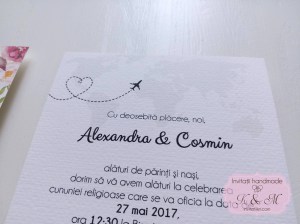 Cu deosebită plăcere, noi,
Alexandra & Cosmin
alături de părinți și nași,
dorim să vă avem alături la celebrarea
cununiei religioase care se va oficia la data
27 mai 2017,
ora 12:30 la
Invitatii handmade
K & M